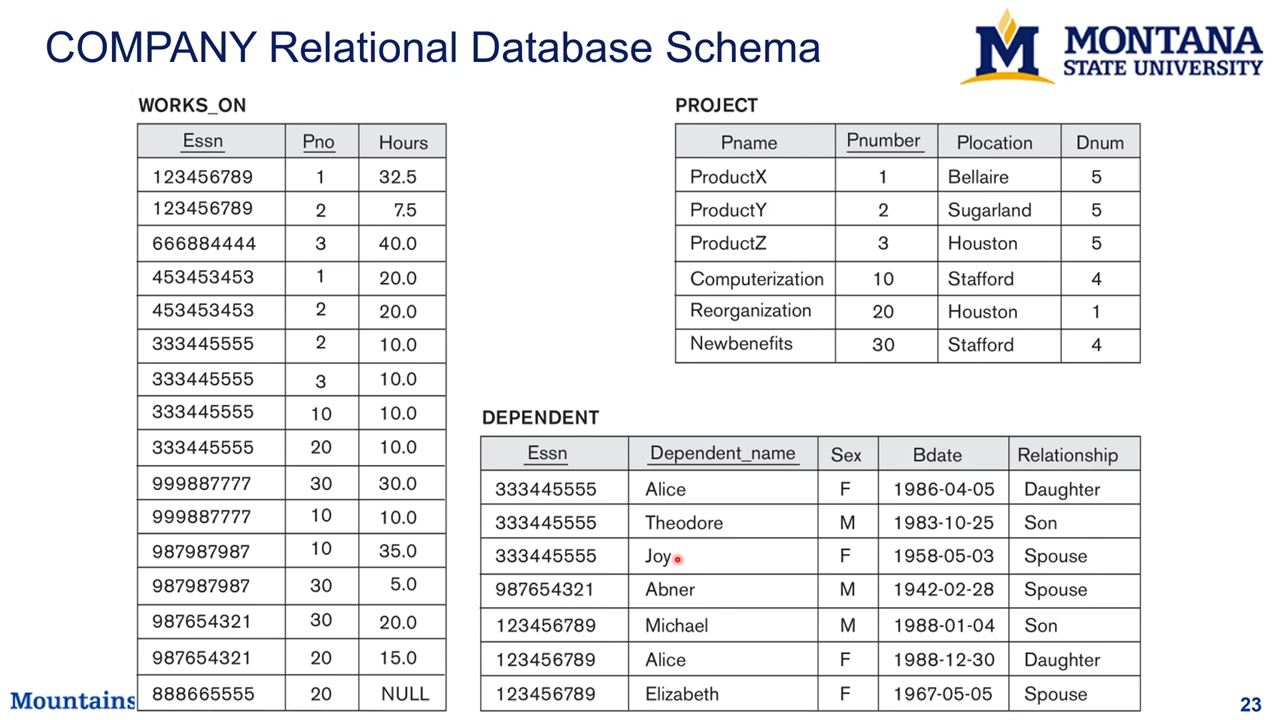 COMPANY Relational Database Schema
MONTANA
STATE UNIVERSITY
WORKS_ON
Essn Pno Hours
123456789 1 32.5
123456789 2 7.5
666884444 3 40.0
453453453 1 20.0
453453453 2 20.0
333445555 2 10.0
333445555 3 10.0
333445555 10 10.0
333445555 20 10.0
999887777 30 30.0
999887777 10 10.0
987987987 10 35.0
987987987 30 5.0
987654321 30 20.0
987654321 20 15.0
888665555 20 NULL
PROJECT
Pname Pnumber Plocation Dnum
ProductX 1 Bellaire 5
ProductY 2 Sugarland 5
ProductZ 3 Houston 5
Computerization 10 Stafford 4
Reorganization 20 Houston 1
Newbenefits 30 Stafford 4
DEPENDENT
Essn Dependent_name Sex Bdate Relationship
333445555 Alice F 1986-04-05 Daughter
333445555 Theodore M 1983-10-25 Son
333445555 Joy F 1958-05-03 Spouse
987654321 Abner M 1942-02-28 Spouse
123456789 Michael M 1988-01-04 Son
123456789 Alice F 1988-12-30 Daughter
123456789 Elizabeth F 1967-05-05 Spouse
Mountains
23